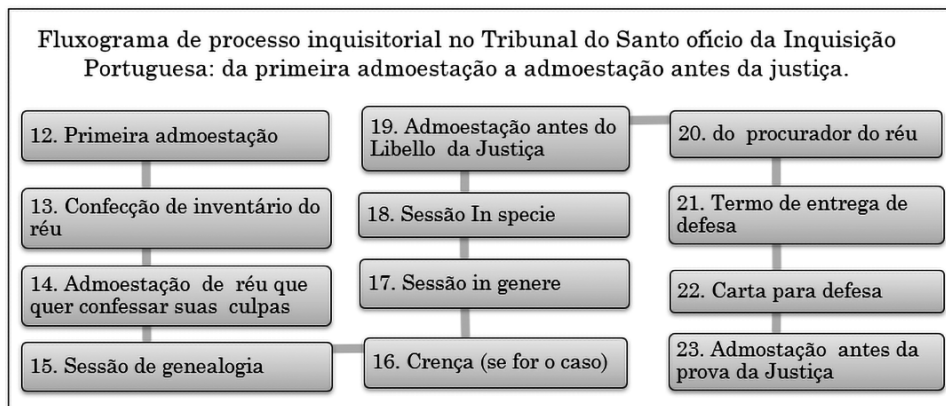 Fluxograma de processo inquisitorial no Tribunal do Santo ofício da Inquisição
Portuguesa: da primeira admoestação a admoestação antes da justiça.
12. Primeira admoestação
13. Confecção de inventário do
réu
14. Admoestação de réu que
quer confessar suas culpas
15. Sessão de genealogia
16. Crença (se for o caso)
17. Sessão in genere
18. Sessão In specie
19. Admoestação antes do
Libello da Justiça
20. do procurador do réu
21. Termo de entrega de
defesa
22. Carta para defesa
23. Admostação antes da
prova da Justiça